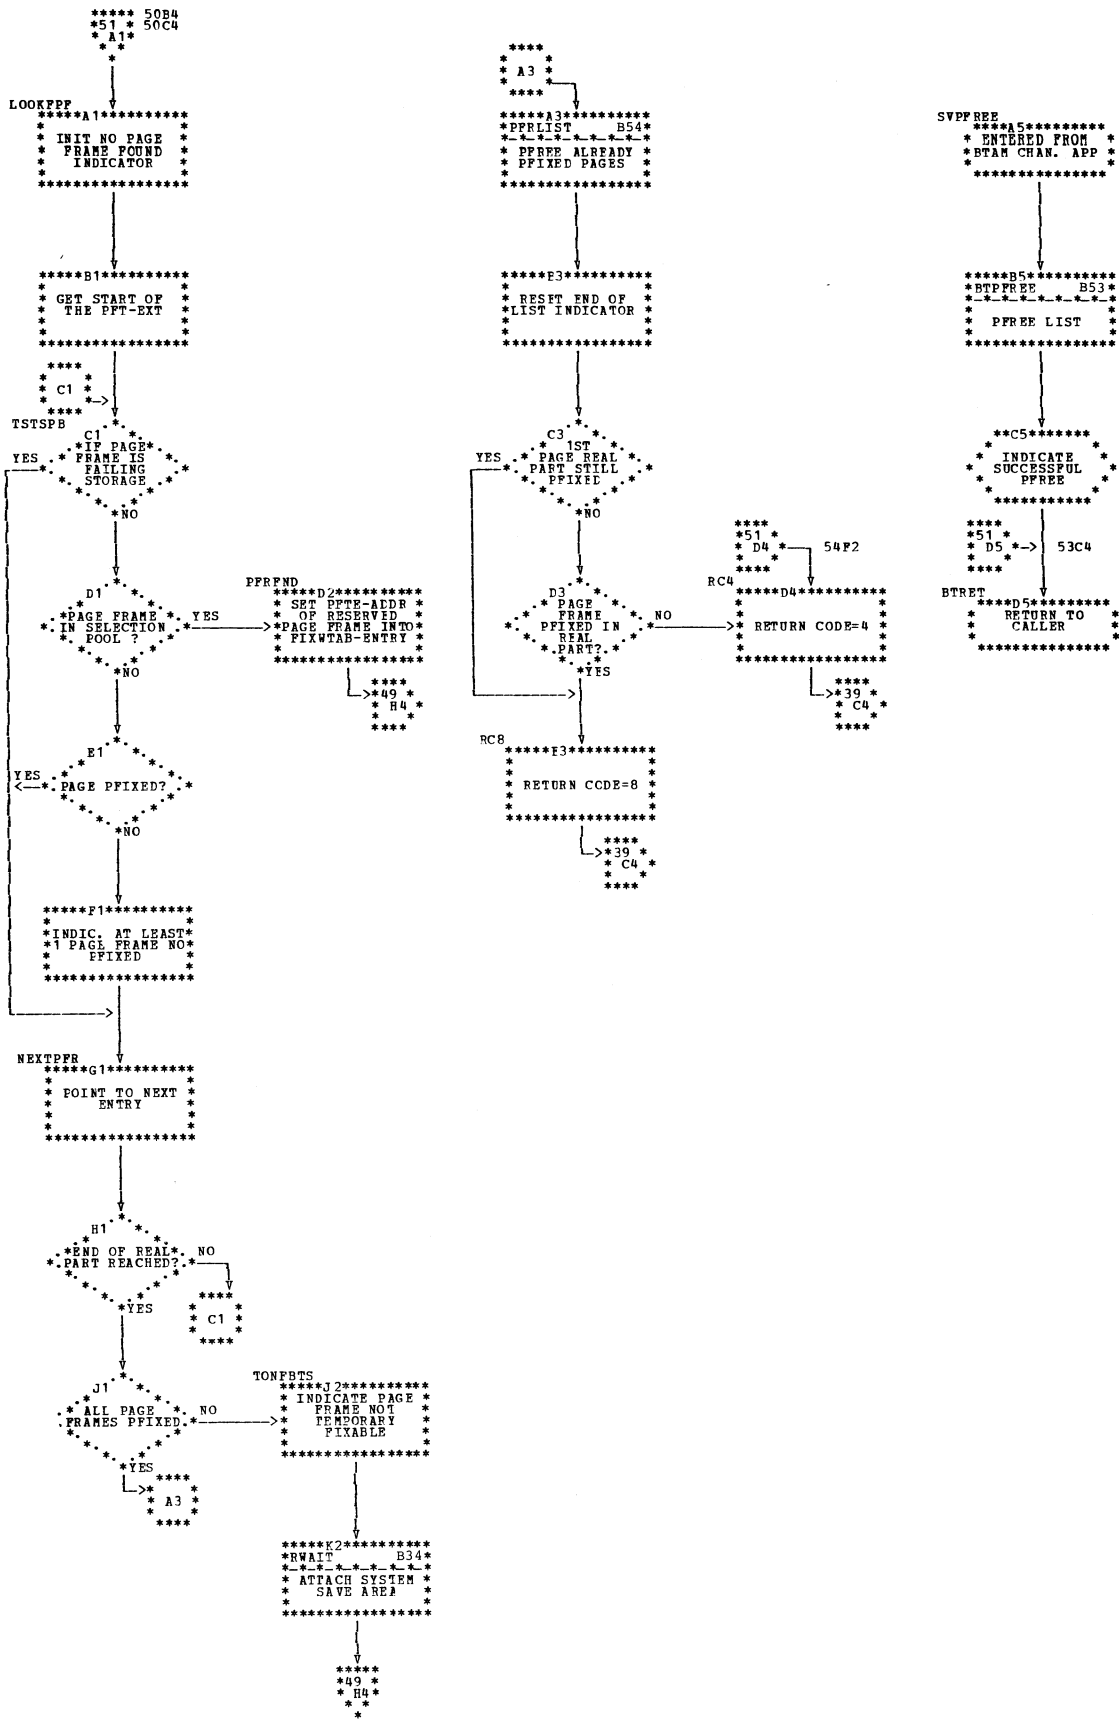 50B4
51 50C4
A1
LOOKFPF
A1
INIT NO PAGE
FRAME FOUND
INDICATOR
B1
GET START OF
THE PFT-EXT
C1
TSTSPB
C1
IF PAGE
FRAME IS
FAILING
STORAGE
YES
NO
D1
PAGE FRAME
IN SELECTION
POOL ?
YES
NO
PFRFND
D2
SET PFTE-ADDR
OF RESERVED
PAGE FRAME INTO
FIXWTAB-ENTRY
49
H4
E1
PAGE PFIXED?
YES
NO
F1
INDIC. AT LEAST
1 PAGE FRAME NO
PFIXED
NEXTPFR
G1
POINT TO NEXT
ENTRY
H1
END OF REAL
PART REACHED?
NO
YES
C1
J1
ALL PAGE
FRAMES PFIXED
NO
YES
A3
TONFBTS
J2
INDICATE PAGE
FRAME NOT
TEMPORARY
FIXABLE
K2
RWAIT B34
ATTACH SYSTEM
SAVE AREA
49
H4
A3
A3
PFRLIST B54
PFREE ALREADY
PFIXED PAGES
RESET END OF
LIST INDICATOR
C3
1ST
PAGE REAL
PART STILL
PFIXED
YES
NO
D3
PAGE
FRAME
PFIXED IN
REAL
PART?
NO
YES
51
D4 54F2
RC4
D4
RETURN CODE=4
39
C4
RC8
RETURN CODE=8
39
C4
SVPFREE
A5
ENTERED FROM
BTAM CHAN. APP
B5
BTPFREE B53
PFREE LIST
C5
INDICATE
SUCCESSFUL
PFREE
51
D5 53C4
BTRET
D5
RETURN TO
CALLER